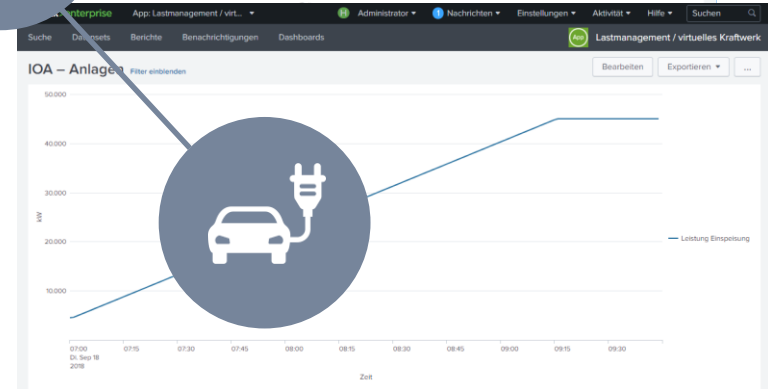 enterprise App: Lastmanagement / virt... Administrator Nachrichten Einstellungen Aktivität Hilfe Suchen
Suche Datensets Berichte Benachrichtigungen Dashboards App Lastmanagement / virtuelles Kraftwerk
IOA – Anlagen Filter einblenden Bearbeiten Exportieren ...
50.000
40.000
30.000
kW
20.000
Leistung Einspeisung
10.000
07:00 07:15 07:30 07:45 08:00 08:15 08:30 08:45 09:00 09:15 09:30
Di. Sep 18
2018
Zeit